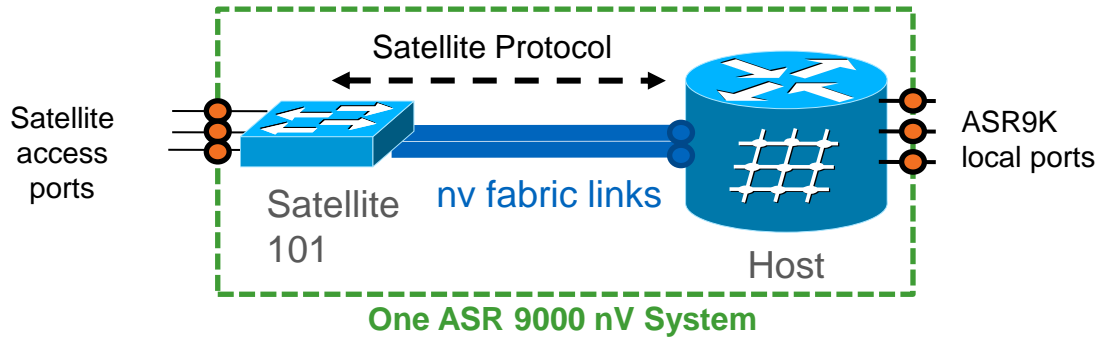 Satellite Protocol
Satellite
access
ports
ASR9K
local ports
nv fabric links
Satellite
101
Host
One ASR 9000 nV System